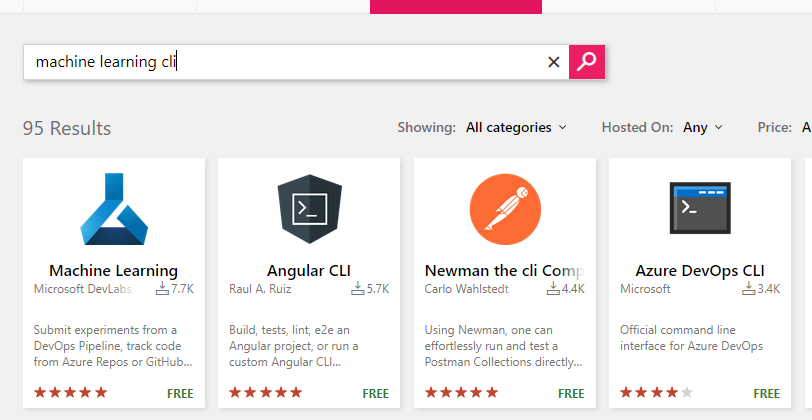 machine learning cli
95 Results
Showing: All categories
Hosted On: Any
Price: A
Machine Learning
Microsoft DevLabs 7.7K
Submit experiments from a
DevOps Pipeline, track code
from Azure Repos or GitHub...
FREE
Angular CLI
Raul A. Ruiz 5.7K
Build, tests, lint, e2e an
Angular project, or run a
custom Angular CLI...
FREE
Newman the cli Comp
Carlo Wahlstedt 4.4K
Using Newman, one can
effortlessly run and test a
Postman Collections directly...
FREE
Azure DevOps CLI
Microsoft 3.4K
Official command line
interface for Azure DevOps
FREE